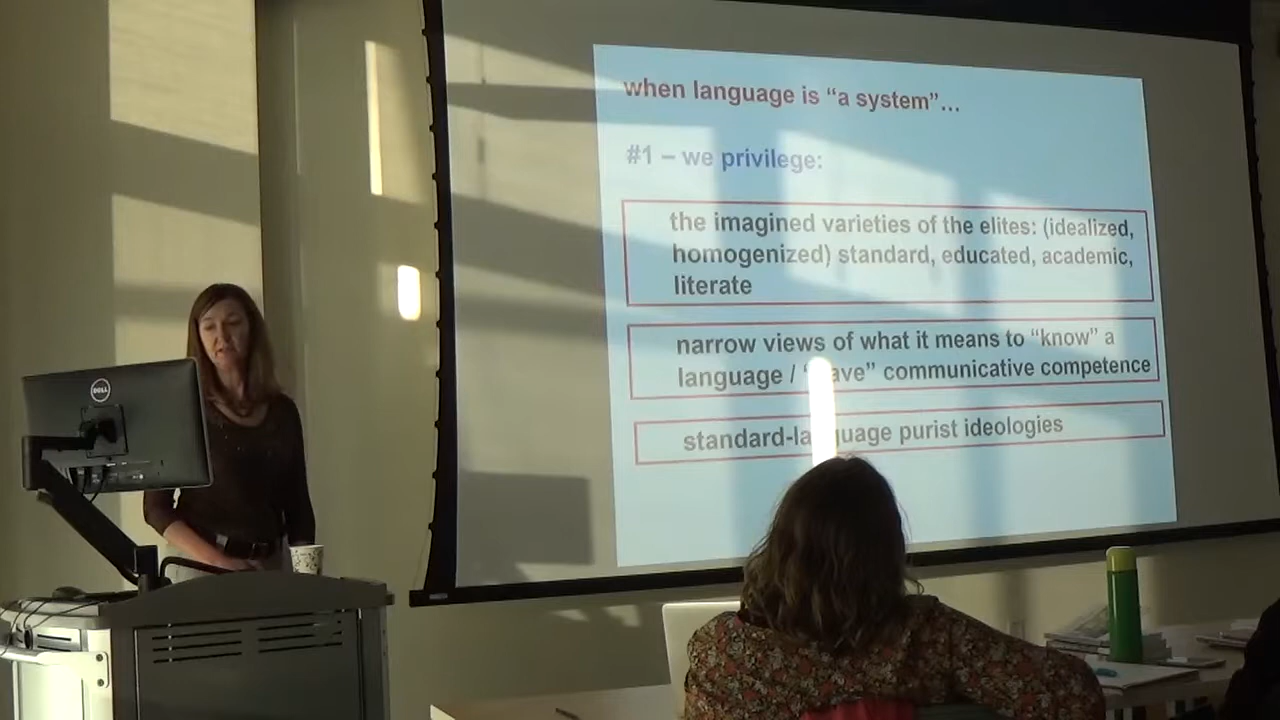 when language is “a system”…
#1 – we privilege:
the imagined varieties of the elites: (idealized,
homogenized) standard, educated, academic,
literate
narrow views of what it means to “know” a
language / “have” communicative competence
standard-language purist ideologies
DELL